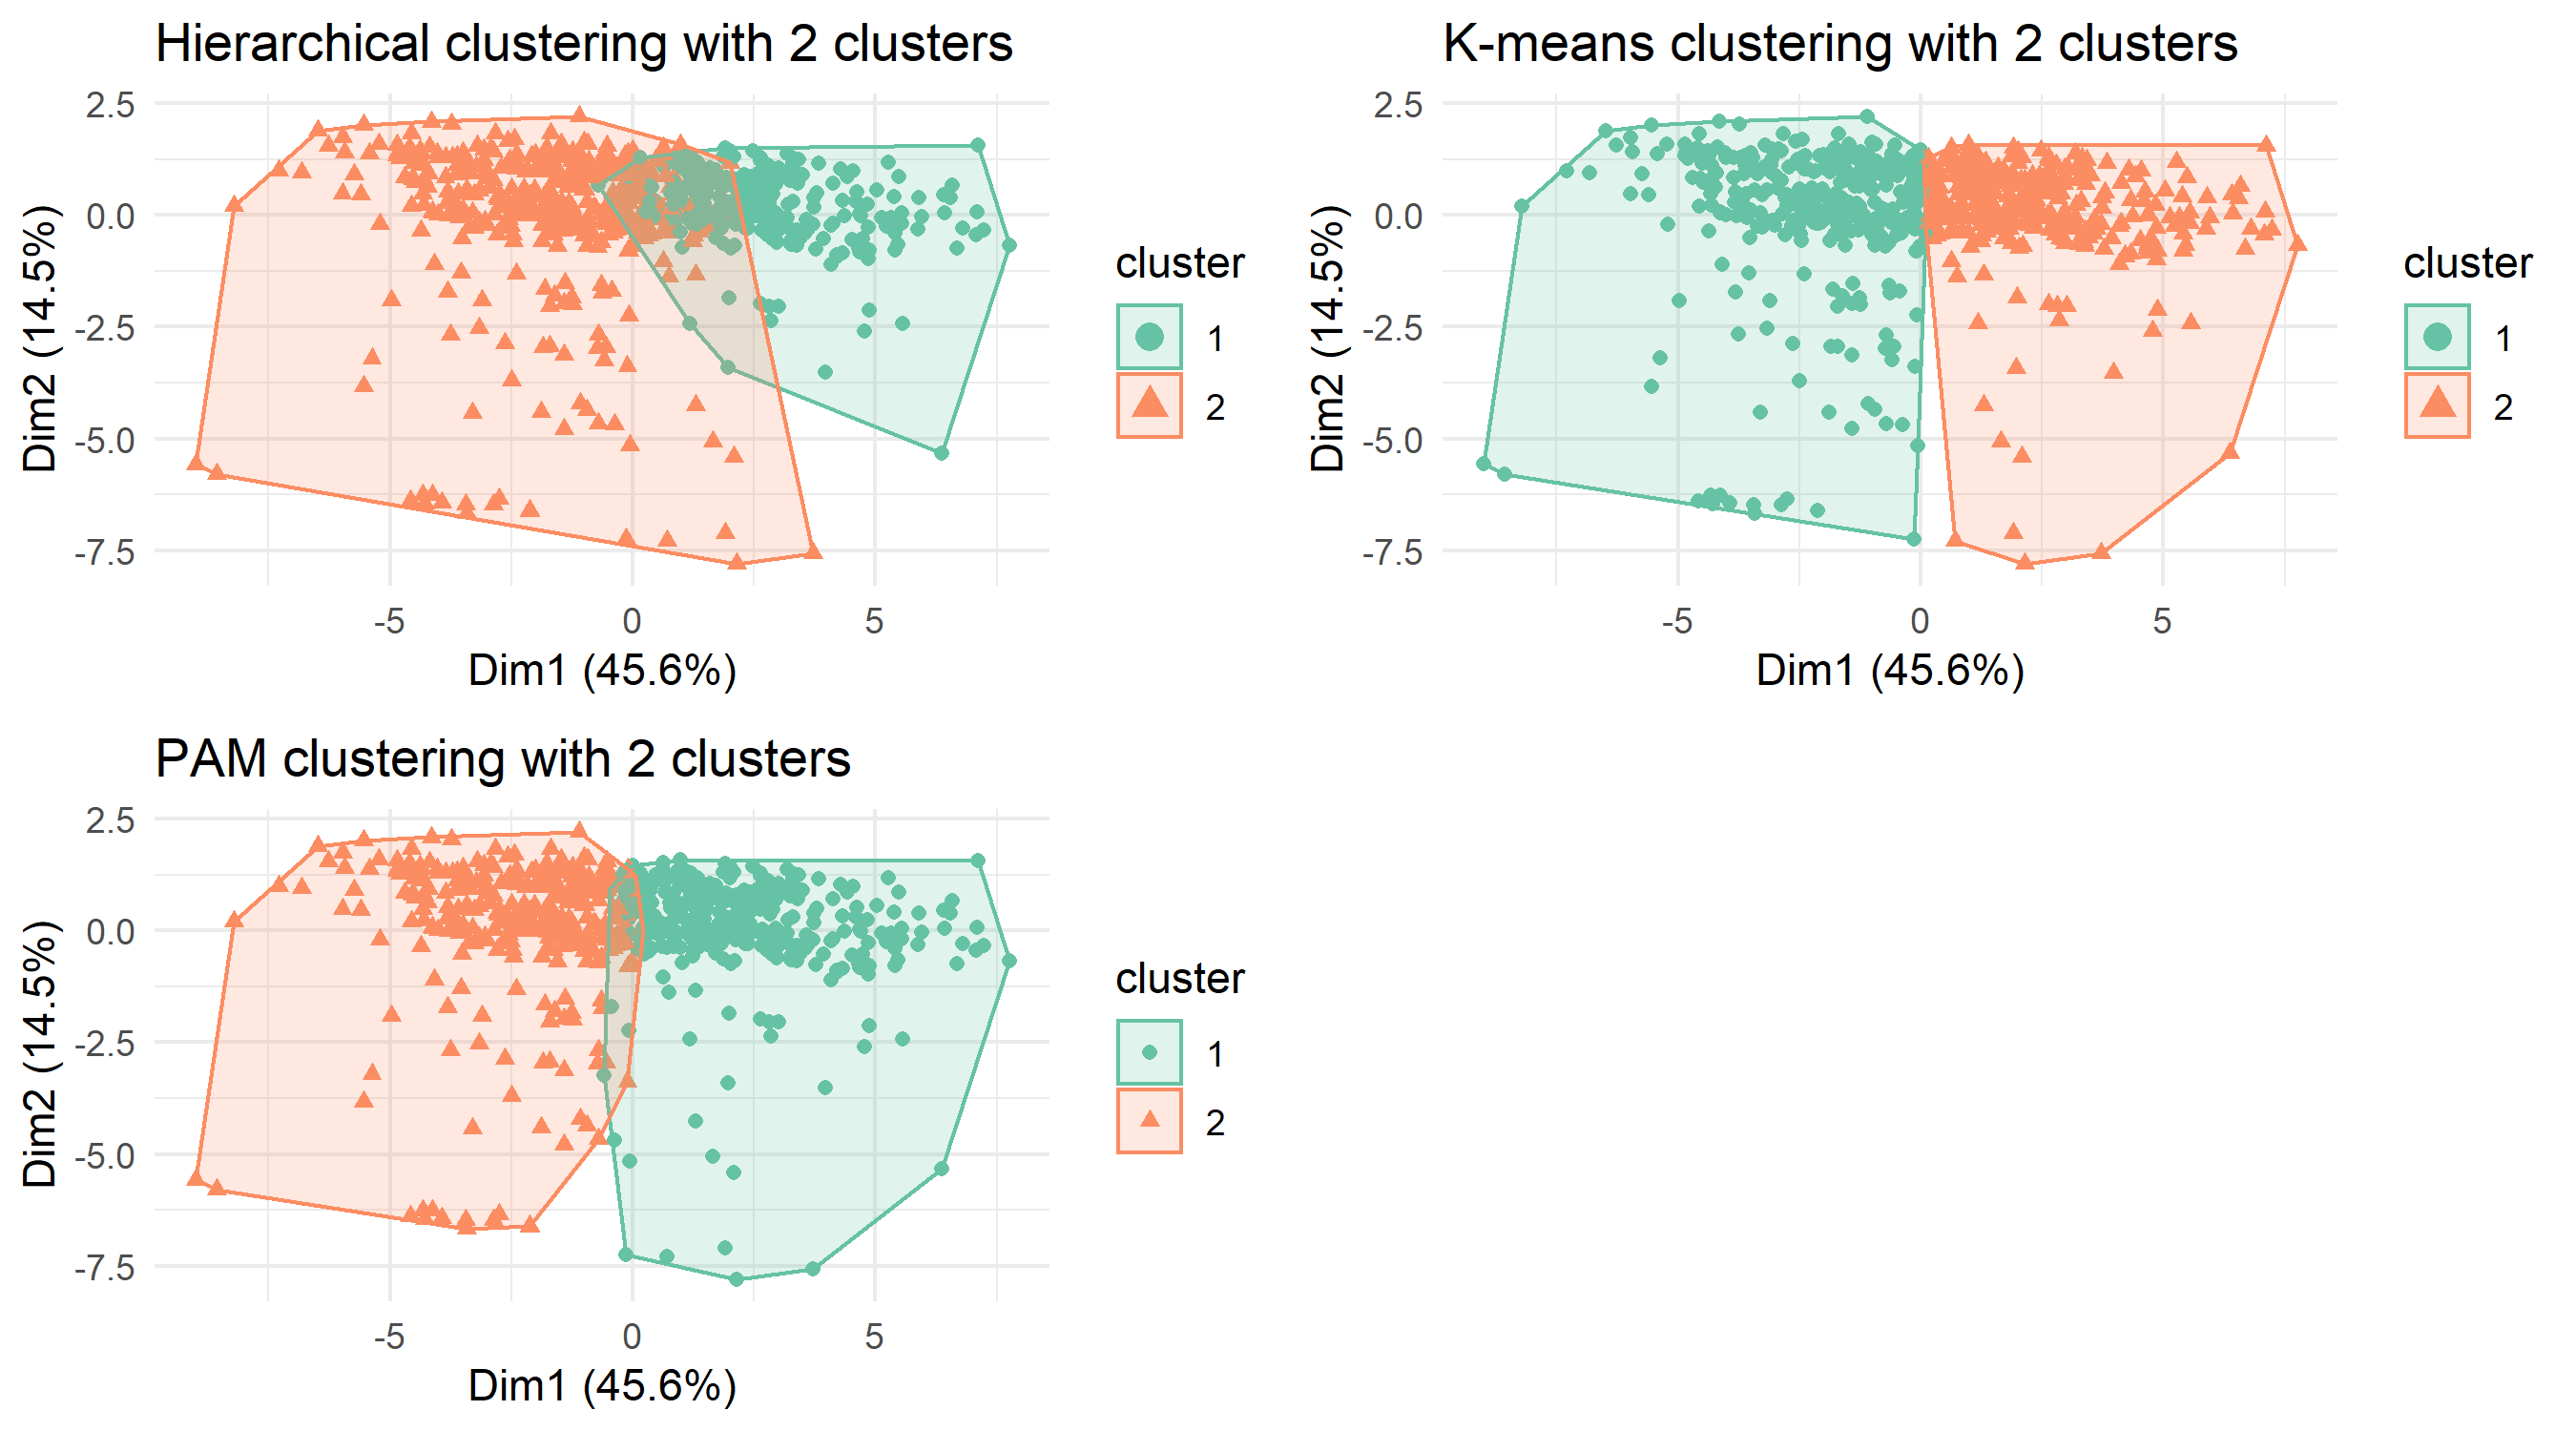 Hierarchical clustering with 2 clusters
2.5
0.0
-2.5
-5.0
-7.5
Dim2 (14.5%)
-5 0 5
Dim1 (45.6%)
cluster
1
2
K-means clustering with 2 clusters
2.5
0.0
-2.5
-5.0
-7.5
Dim2 (14.5%)
-5 0 5
Dim1 (45.6%)
cluster
1
2
PAM clustering with 2 clusters
2.5
0.0
-2.5
-5.0
-7.5
Dim2 (14.5%)
-5 0 5
Dim1 (45.6%)
cluster
1
2